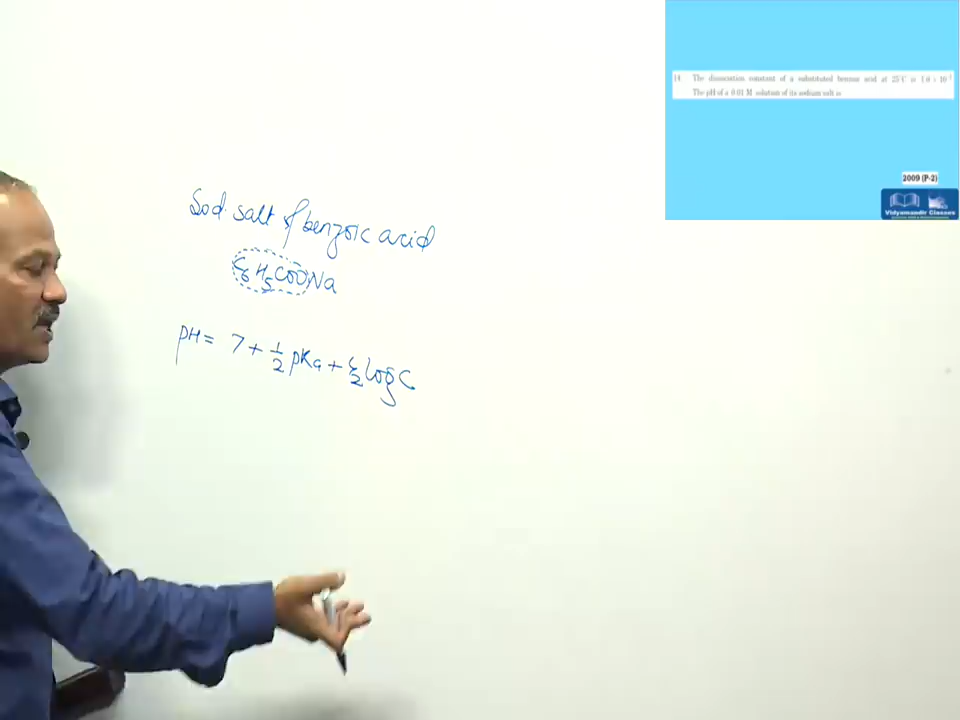 14. The dissociation constant of a substituted benzoic acid at 25°C is 1.0 × 10
The pH of a 0.01 M solution of its sodium salt is
2009 (P-2)
Vidyamandir Classes
Sod. salt of benzoic acid
C6H5COONa
pH = 7 + 1/2 pKa + 1/2 log C